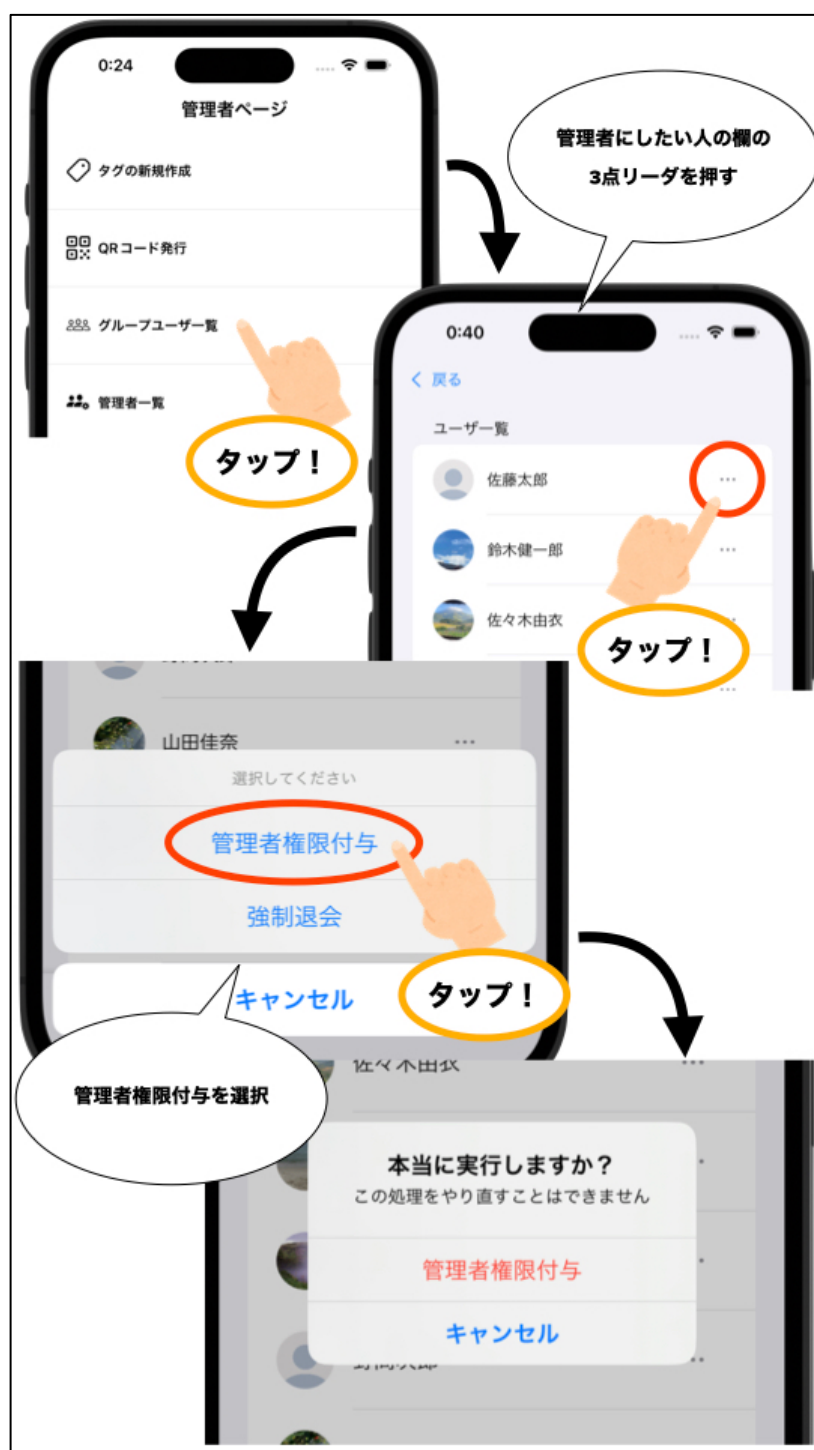 0:24
管理者ページ
タグの新規作成
QRコード発行
グループユーザ一覧
管理者一覧
タップ！
管理者にしたい人の欄の
3点リーダを押す
0:40
戻る
ユーザ一覧
佐藤太郎
鈴木健一郎
佐々木由衣
タップ！
山田佳奈
選択してください
管理者権限付与
強制退会
キャンセル
タップ！
管理者権限付与を選択
佐々木由衣
本当に実行しますか？
この処理をやり直すことはできません
管理者権限付与
キャンセル